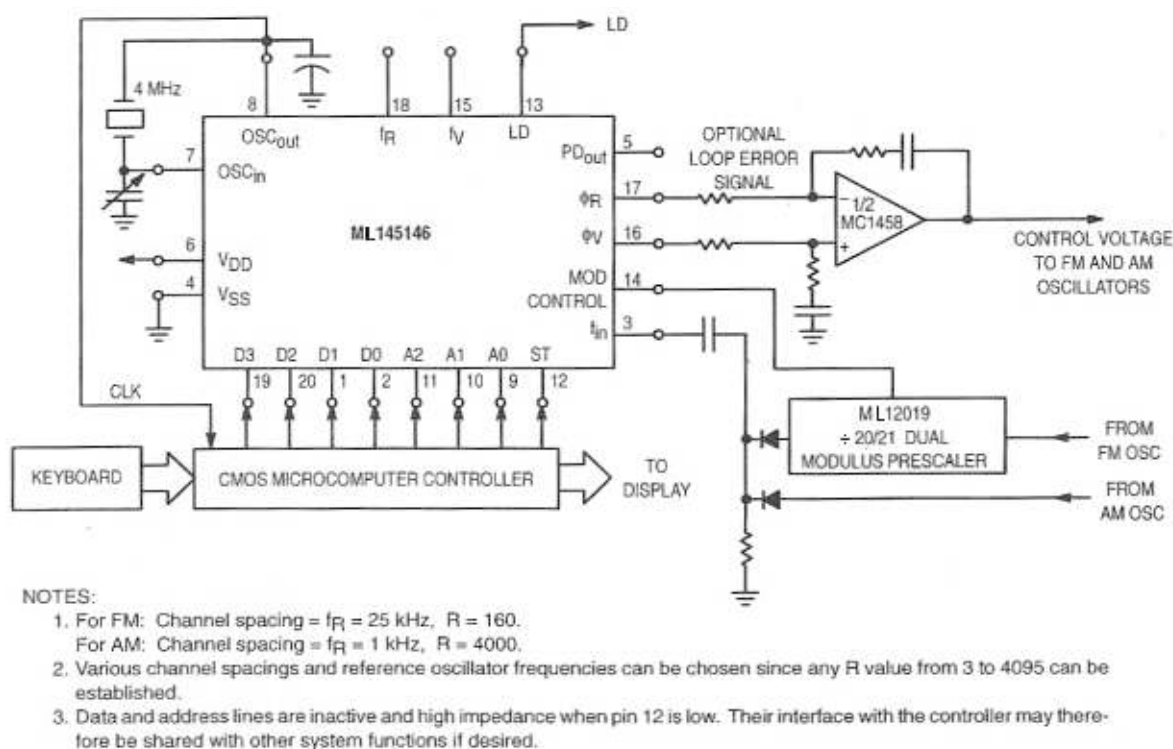 LD
4 MHz
8
18
15
13
OSCout
fR
fV
LD
OPTIONAL
LOOP ERROR
SIGNAL
PDout
5
7
OSCin
ϕR
17
ML145146
– 1/2
MC1458
ϕV
16
6
VDD
CONTROL VOLTAGE
TO FM AND AM
OSCILLATORS
MOD
CONTROL
14
4
VSS
fin
3
D3
D2
D1
D0
A2
A1
A0
ST
19
20
1
2
11
10
9
12
+
CLK
ML12019
÷ 20/21 DUAL
MODULUS PRESCALER
FROM
FM OSC
KEYBOARD
CMOS MICROCOMPUTER CONTROLLER
TO
DISPLAY
FROM
AM OSC
NOTES:
1. For FM: Channel spacing = fR = 25 kHz, R = 160.
For AM: Channel spacing = fR = 1 kHz, R = 4000.
2. Various channel spacings and reference oscillator frequencies can be chosen since any R value from 3 to 4095 can be
established.
3. Data and address lines are inactive and high impedance when pin 12 is low. Their interface with the controller may there-
fore be shared with other system functions if desired.